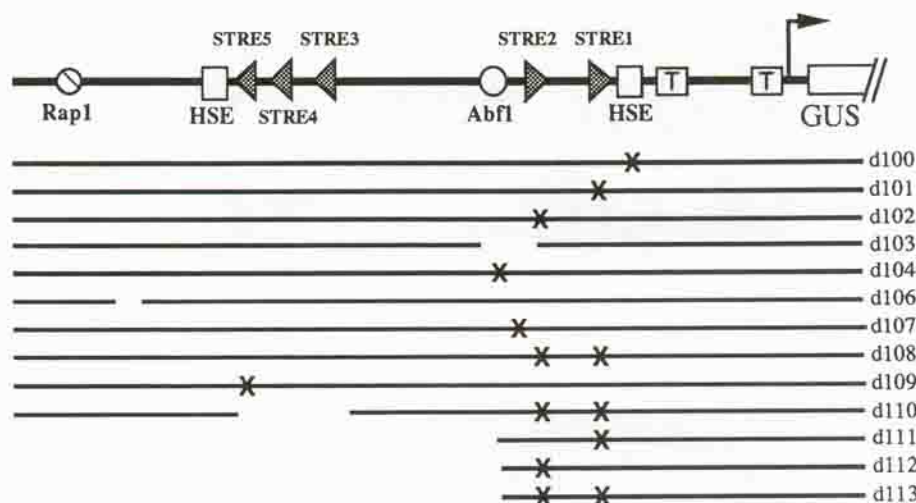 STRE5 STRE3 STRE2 STRE1
T T
Rap1 HSE STRE4 Abf1 HSE GUS
X d100
X d101
X d102
d103
X d104
d106
X d107
X X d108
X d109
X X d110
X d111
X d112
X X d113